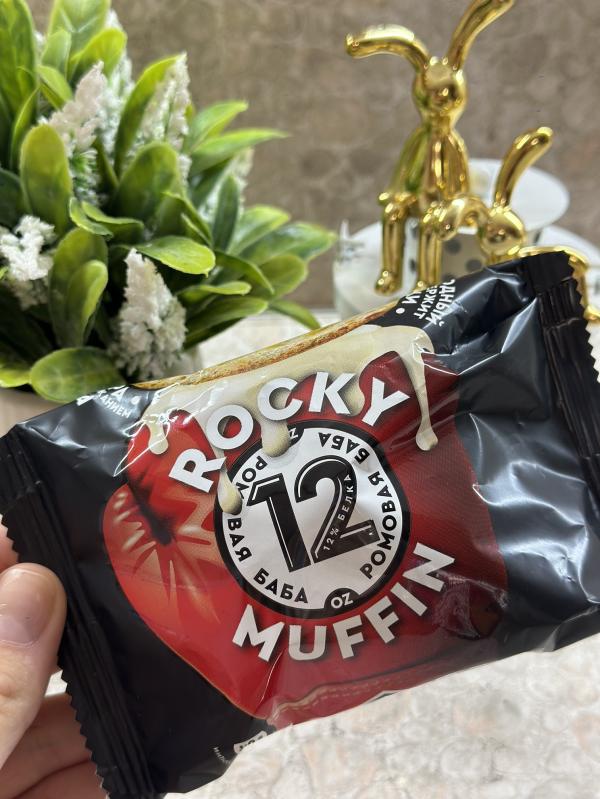 ROCKY
РОМОВАЯ БАБА
РОМОВАЯ БАБА
12
12% БЕЛКА
OZ
MUFFIN